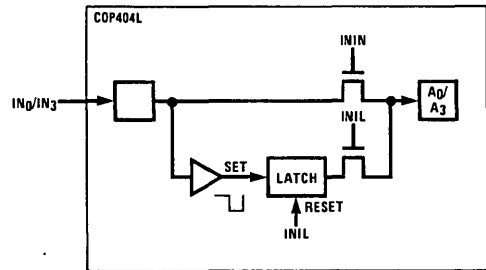 COP404L
ININ
IN0/IN3
A0/
A3
INIL
SET
LATCH
RESET
INIL